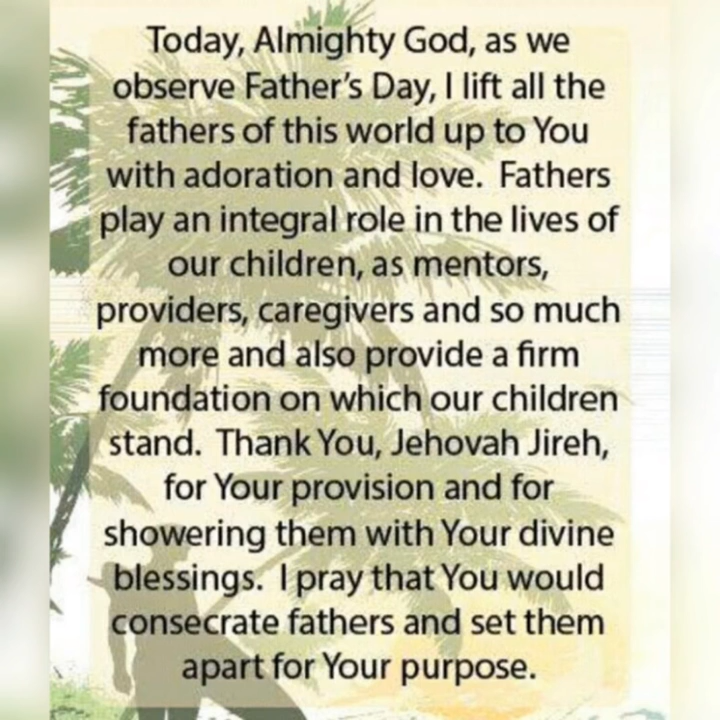 Today, Almighty God, as we
observe Father's Day, I lift all the
fathers of this world up to You
with adoration and love.  Fathers
play an integral role in the lives of
our children, as mentors,
providers, caregivers and so much
more and also provide a firm
foundation on which our children
stand.  Thank You, Jehovah Jireh,
for Your provision and for
showering them with Your divine
blessings.  I pray that You would
consecrate fathers and set them
apart for Your purpose.